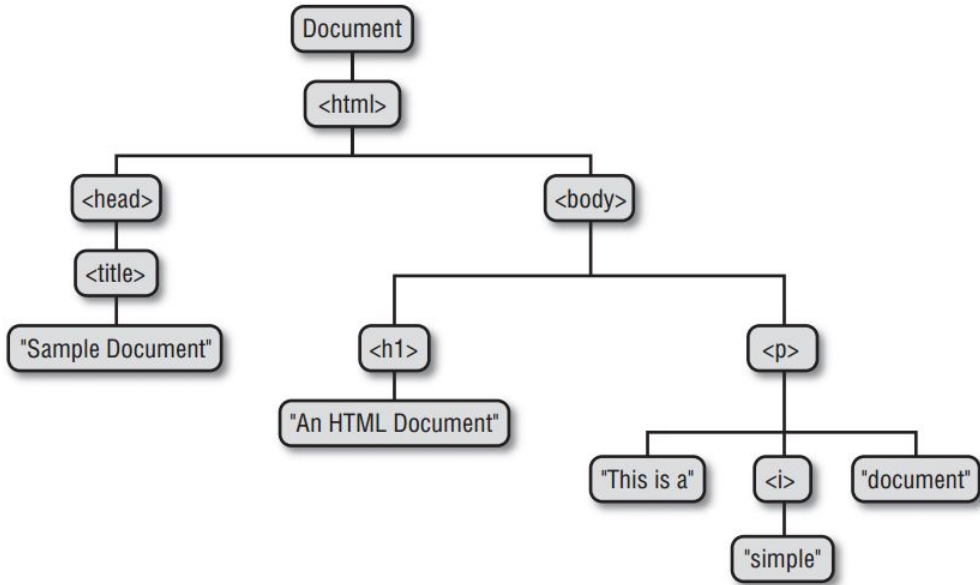 Document
<html>
<head>
<body>
<title>
"Sample Document"
<h1>
<p>
"An HTML Document"
"This is a"
<i>
"document"
"simple"